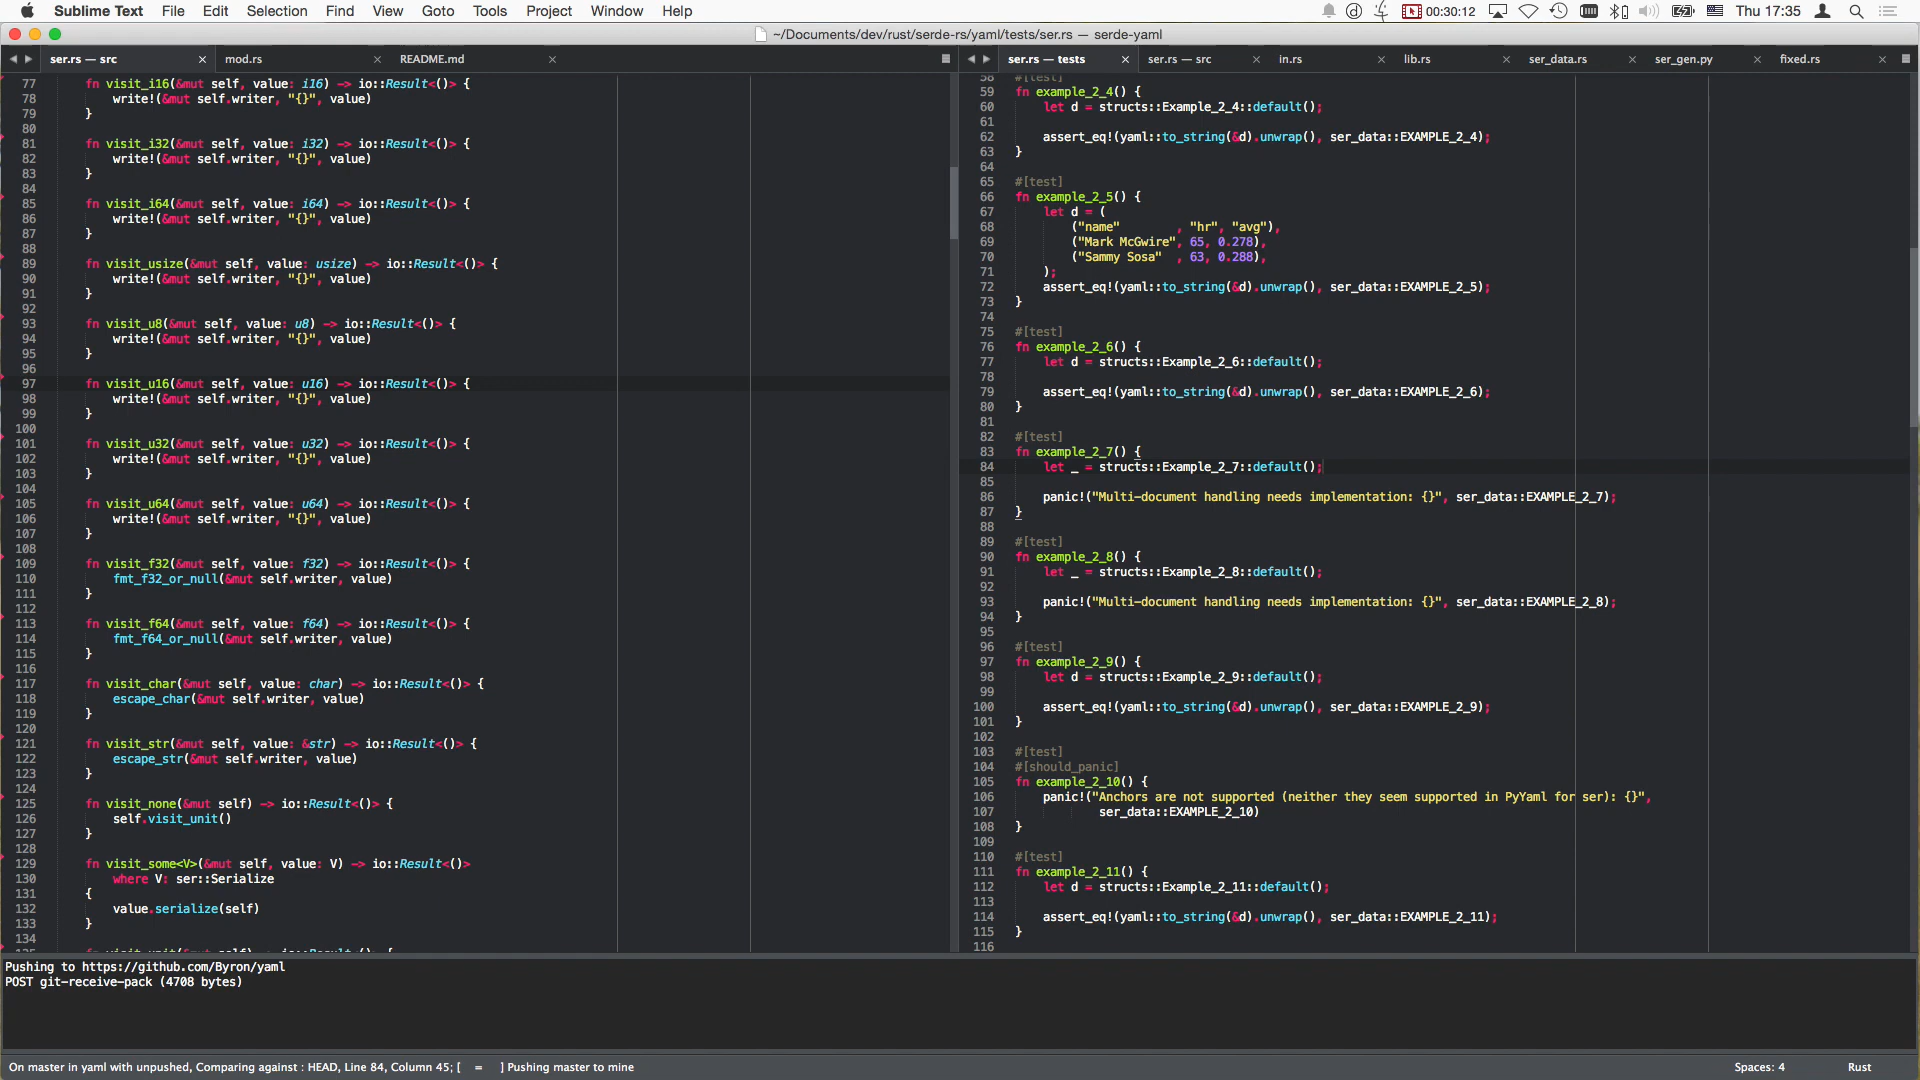 Sublime Text File Edit Selection Find View Goto Tools Project Window Help 00:30:12 Thu 17:35
~/Documents/dev/rust/serde-rs/yaml/tests/ser.rs — serde-yaml
ser.rs — src mod.rs README.md
77 fn visit_i16(&mut self, value: i16) -> io::Result<()> {
78 write!(&mut self.writer, "{}", value)
79 }
80
81 fn visit_i32(&mut self, value: i32) -> io::Result<()> {
82 write!(&mut self.writer, "{}", value)
83 }
84
85 fn visit_i64(&mut self, value: i64) -> io::Result<()> {
86 write!(&mut self.writer, "{}", value)
87 }
88
89 fn visit_usize(&mut self, value: usize) -> io::Result<()> {
90 write!(&mut self.writer, "{}", value)
91 }
92
93 fn visit_u8(&mut self, value: u8) -> io::Result<()> {
94 write!(&mut self.writer, "{}", value)
95 }
96
97 fn visit_u16(&mut self, value: u16) -> io::Result<()> {
98 write!(&mut self.writer, "{}", value)
99 }
100
101 fn visit_u32(&mut self, value: u32) -> io::Result<()> {
102 write!(&mut self.writer, "{}", value)
103 }
104
105 fn visit_u64(&mut self, value: u64) -> io::Result<()> {
106 write!(&mut self.writer, "{}", value)
107 }
108
109 fn visit_f32(&mut self, value: f32) -> io::Result<()> {
110 fmt_f32_or_null(&mut self.writer, value)
111 }
112
113 fn visit_f64(&mut self, value: f64) -> io::Result<()> {
114 fmt_f64_or_null(&mut self.writer, value)
115 }
116
117 fn visit_char(&mut self, value: char) -> io::Result<()> {
118 escape_char(&mut self.writer, value)
119 }
120
121 fn visit_str(&mut self, value: &str) -> io::Result<()> {
122 escape_str(&mut self.writer, value)
123 }
124
125 fn visit_none(&mut self) -> io::Result<()> {
126 self.visit_unit()
127 }
128
129 fn visit_some<V>(&mut self, value: V) -> io::Result<()>
130 where V: ser::Serialize
131 {
132 value.serialize(self)
133 }
134
ser.rs — tests ser.rs — src in.rs lib.rs ser_data.rs ser_gen.py fixed.rs
58 #[test]
59 fn example_2_4() {
60 let d = structs::Example_2_4::default();
61
62 assert_eq!(yaml::to_string(&d).unwrap(), ser_data::EXAMPLE_2_4);
63 }
64
65 #[test]
66 fn example_2_5() {
67 let d = (
68 ("name" , "hr", "avg"),
69 ("Mark McGwire", 65, 0.278),
70 ("Sammy Sosa" , 63, 0.288),
71 );
72 assert_eq!(yaml::to_string(&d).unwrap(), ser_data::EXAMPLE_2_5);
73 }
74
75 #[test]
76 fn example_2_6() {
77 let d = structs::Example_2_6::default();
78
79 assert_eq!(yaml::to_string(&d).unwrap(), ser_data::EXAMPLE_2_6);
80 }
81
82 #[test]
83 fn example_2_7() {
84 let _ = structs::Example_2_7::default();
85
86 panic!("Multi-document handling needs implementation: {}", ser_data::EXAMPLE_2_7);
87 }
88
89 #[test]
90 fn example_2_8() {
91 let _ = structs::Example_2_8::default();
92
93 panic!("Multi-document handling needs implementation: {}", ser_data::EXAMPLE_2_8);
94 }
95
96 #[test]
97 fn example_2_9() {
98 let d = structs::Example_2_9::default();
99
100 assert_eq!(yaml::to_string(&d).unwrap(), ser_data::EXAMPLE_2_9);
101 }
102
103 #[test]
104 #[should_panic]
105 fn example_2_10() {
106 panic!("Anchors are not supported (neither they seem supported in PyYaml for ser): {}",
107 ser_data::EXAMPLE_2_10)
108 }
109
110 #[test]
111 fn example_2_11() {
112 let d = structs::Example_2_11::default();
113
114 assert_eq!(yaml::to_string(&d).unwrap(), ser_data::EXAMPLE_2_11);
115 }
116
Pushing to https://github.com/Byron/yaml
POST git-receive-pack (4708 bytes)
On master in yaml with unpushed, Comparing against : HEAD, Line 84, Column 45; [ = ] Pushing master to mine Spaces: 4 Rust